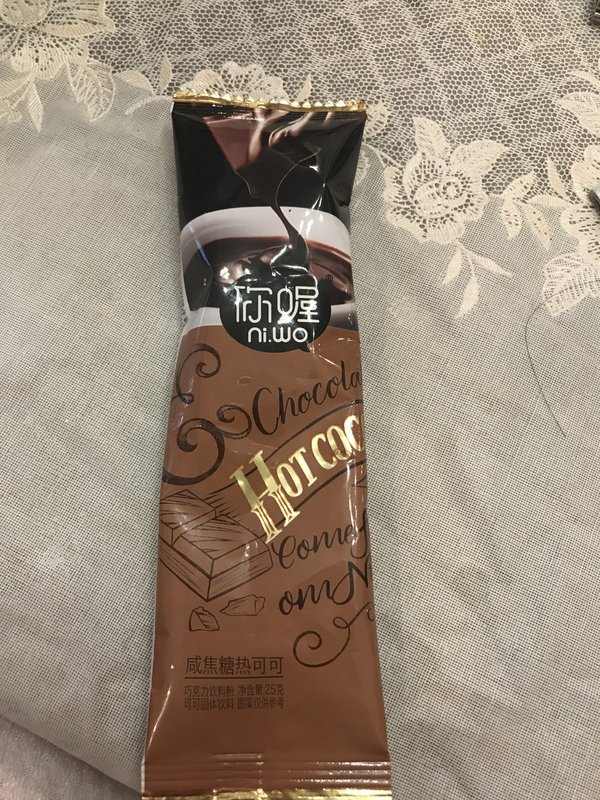 你喔®
ni.wo
Chocola
HOT COC
Come f
om N
咸焦糖热可可
巧克力饮料粉 净含量:25克
可可固体饮料 图案仅供参考